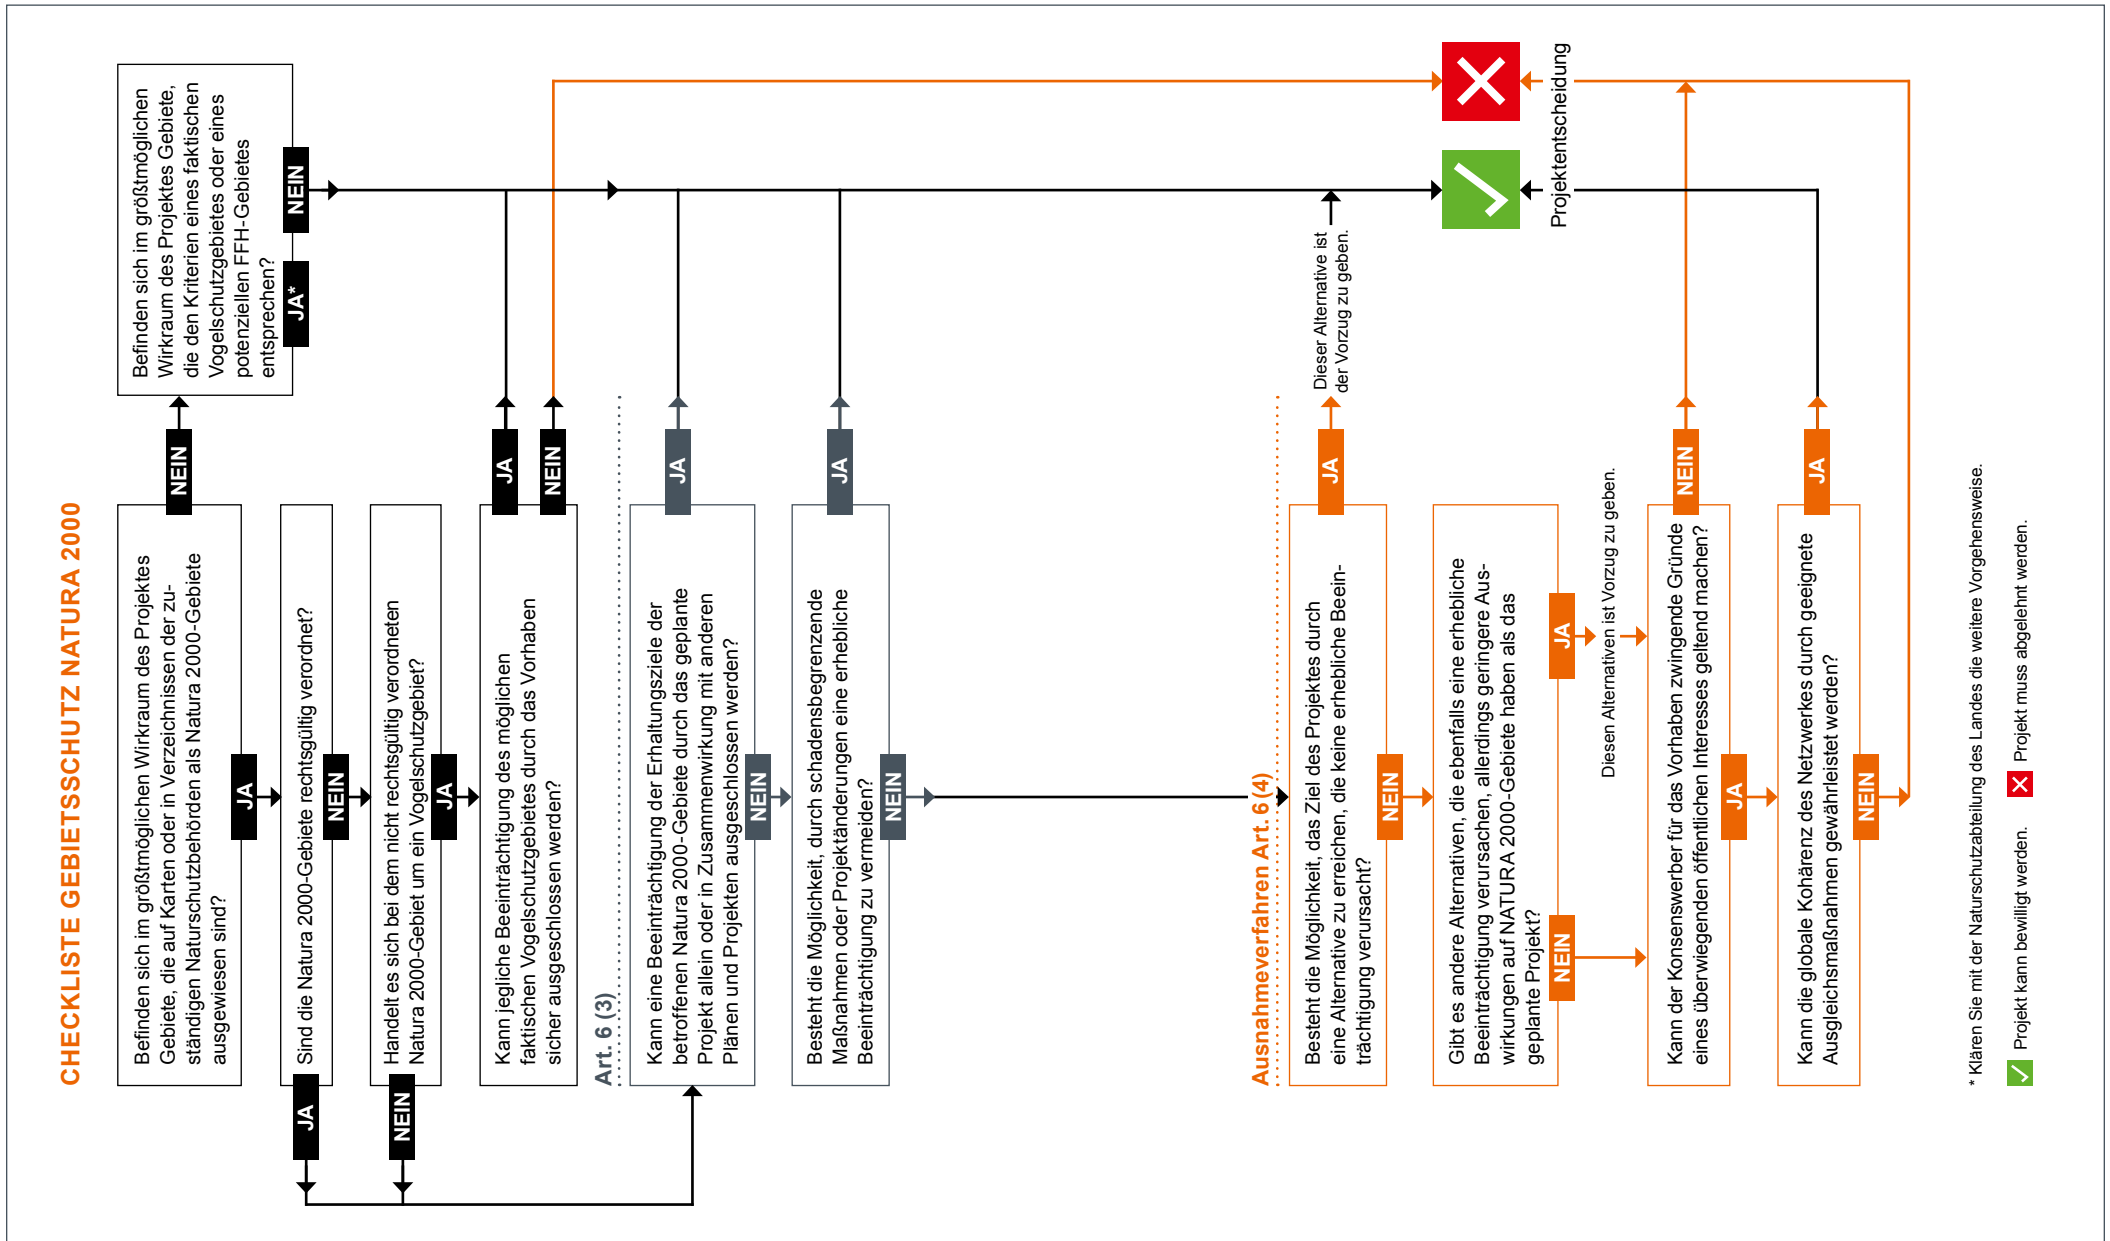 CHECKLISTE GEBIETSSCHUTZ NATURA 2000
Befinden sich im größtmöglichen Wirkraum des Projektes
Gebiete, die auf Karten oder in Verzeichnissen der zu-
ständigen Naturschutzbehörden als Natura 2000-Gebiete
ausgewiesen sind?
NEIN
JA
Befinden sich im größtmöglichen
Wirkraum des Projektes Gebiete,
die den Kriterien eines faktischen
Vogelschutzgebietes oder eines
potenziellen FFH-Gebietes
entsprechen?
JA*
NEIN
Sind die Natura 2000-Gebiete rechtsgültig verordnet?
JA
NEIN
Handelt es sich bei dem nicht rechtsgültig verordneten
Natura 2000-Gebiet um ein Vogelschutzgebiet?
NEIN
JA
Kann jegliche Beeinträchtigung des möglichen
faktischen Vogelschutzgebietes durch das Vorhaben
sicher ausgeschlossen werden?
JA
NEIN
Art. 6 (3)
Kann eine Beeinträchtigung der Erhaltungsziele der
betroffenen Natura 2000-Gebiete durch das geplante
Projekt allein oder in Zusammenwirkung mit anderen
Plänen und Projekten ausgeschlossen werden?
JA
NEIN
Besteht die Möglichkeit, durch schadensbegrenzende
Maßnahmen oder Projektänderungen eine erhebliche
Beeinträchtigung zu vermeiden?
JA
NEIN
Ausnahmeverfahren Art. 6 (4)
Besteht die Möglichkeit, das Ziel des Projektes durch
eine Alternative zu erreichen, die keine erhebliche Beein-
trächtigung verursacht?
JA
Dieser Alternative ist
der Vorzug zu geben.
NEIN
Gibt es andere Alternativen, die ebenfalls eine erhebliche
Beeinträchtigung verursachen, allerdings geringere Aus-
wirkungen auf NATURA 2000-Gebiete haben als das
geplante Projekt?
NEIN
JA
Diesen Alternativen ist Vorzug zu geben.
Kann der Konsenswerber für das Vorhaben zwingende Gründe
eines überwiegenden öffentlichen Interesses geltend machen?
NEIN
JA
Kann die globale Kohärenz des Netzwerkes durch geeignete
Ausgleichsmaßnahmen gewährleistet werden?
JA
NEIN
Projektentscheidung
* Klären Sie mit der Naturschutzabteilung des Landes die weitere Vorgehensweise.
Projekt kann bewilligt werden.
Projekt muss abgelehnt werden.